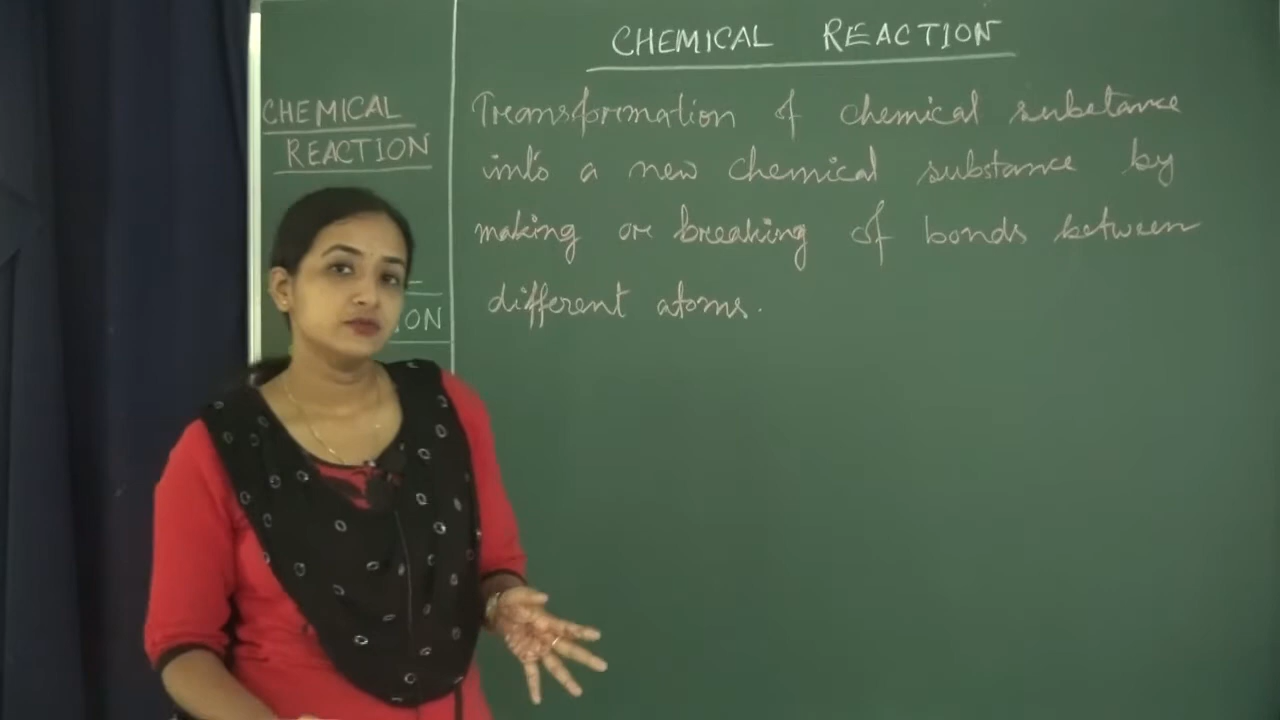 CHEMICAL REACTION
CHEMICAL
REACTION
Transformation of chemical substance
into a new chemical substance by
making or breaking of bonds between
different atoms.